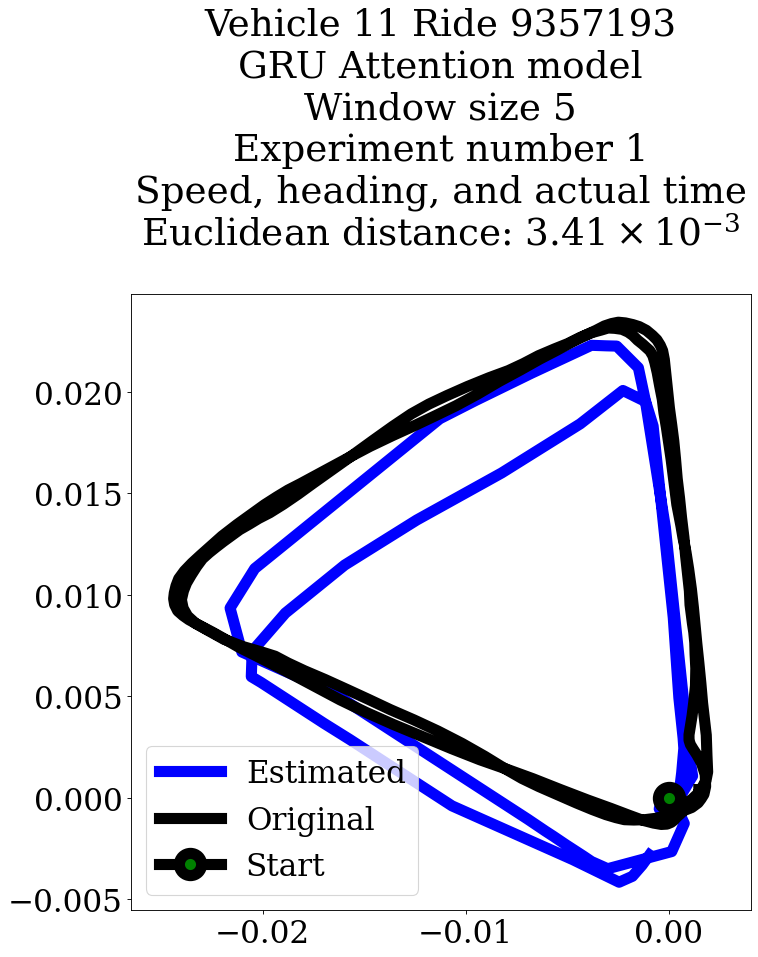 Vehicle 11 Ride 9357193
GRU Attention model
Window size 5
Experiment number 1
Speed, heading, and actual time
Euclidean distance: 3.41 × 10⁻³
0.020
0.015
0.010
0.005
0.000
−0.005
Estimated
Original
Start
−0.02
−0.01
0.00